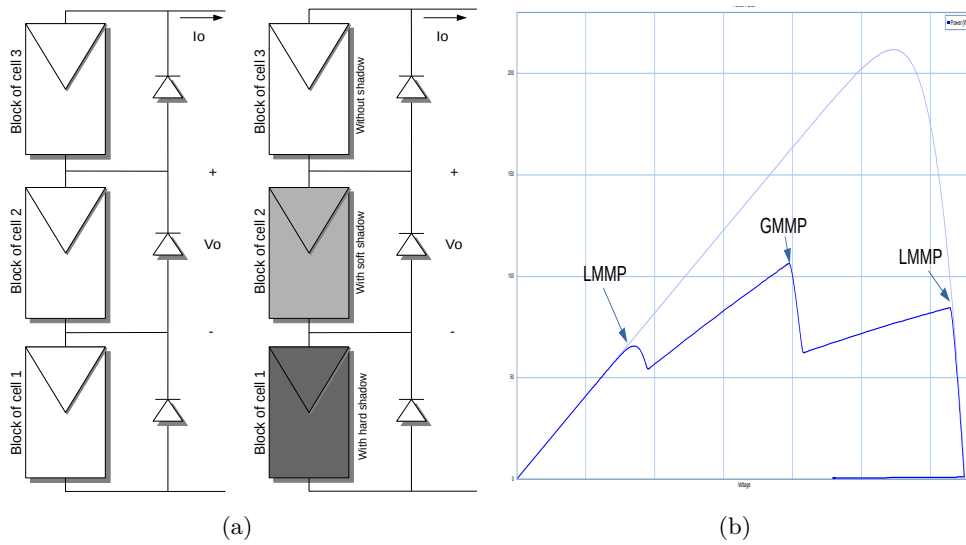 Io
Io
Block of cell 3
Block of cell 3
Without shadow
+
+
Block of cell 2
Vo
Block of cell 2
With soft shadow
Vo
-
-
Block of cell 1
Block of cell 1
With hard shadow
(a)
200
150
100
50
0
LMMP
GMMP
LMMP
Voltage
(b)